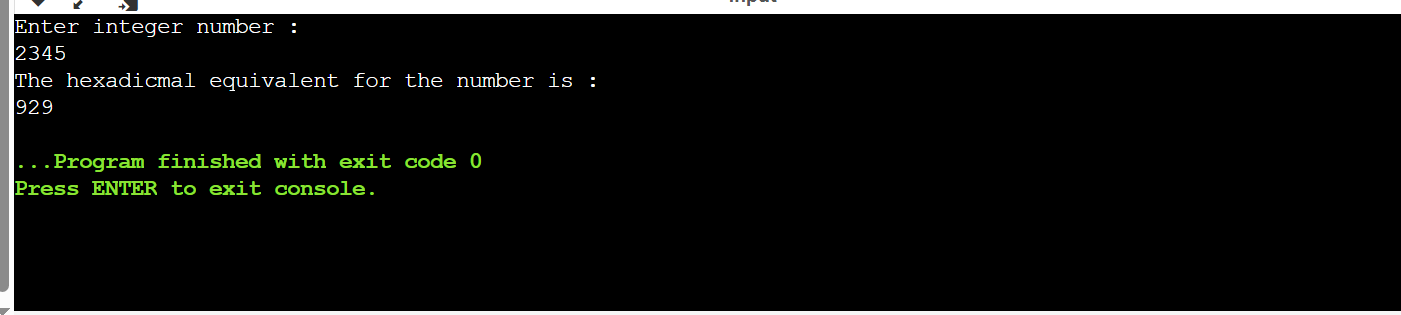 input
Enter integer number :
2345
The hexadicmal equivalent for the number is :
929
...Program finished with exit code 0
Press ENTER to exit console.